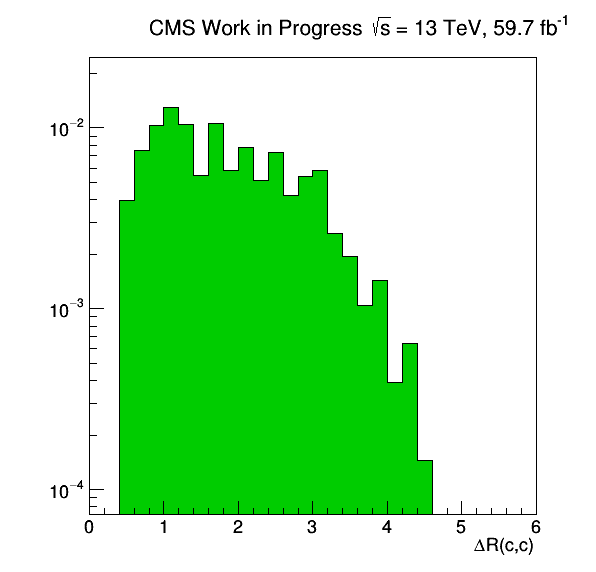 CMS Work in Progress √s = 13 TeV, 59.7 fb⁻¹
10⁻²
10⁻³
10⁻⁴
0 1 2 3 4 5 6
ΔR(c,c)